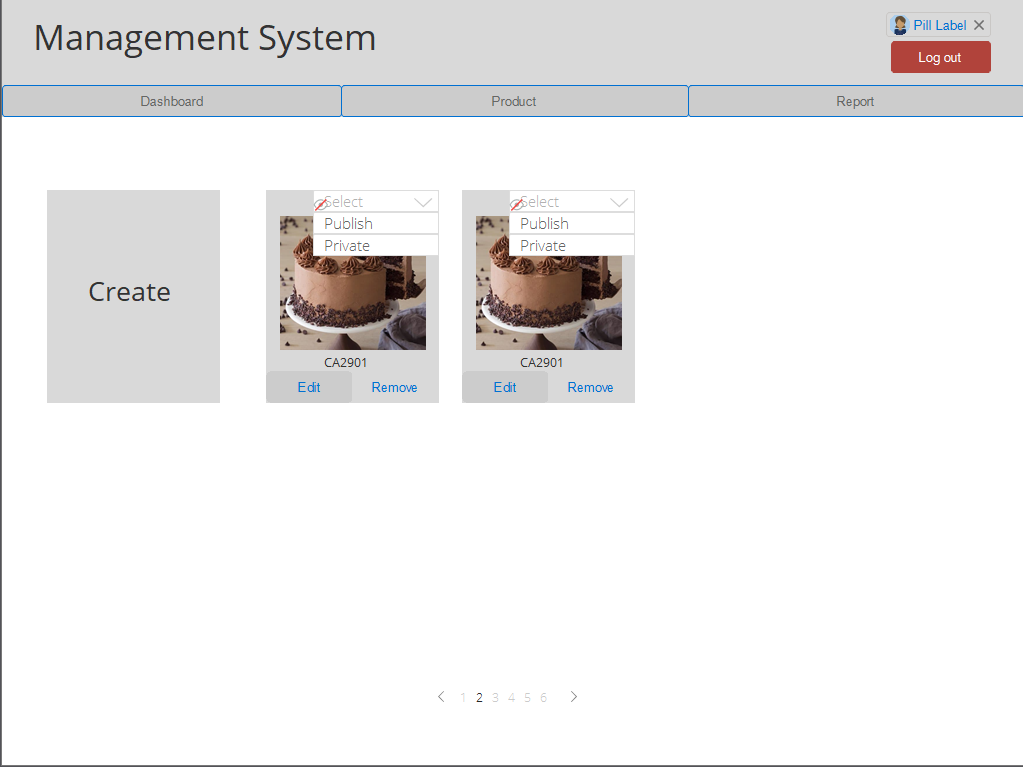 Management System
Pill Label
Log out
Dashboard Product Report
Create
Select
Publish
Private
CA2901
Edit Remove
Select
Publish
Private
CA2901
Edit Remove
1 2 3 4 5 6